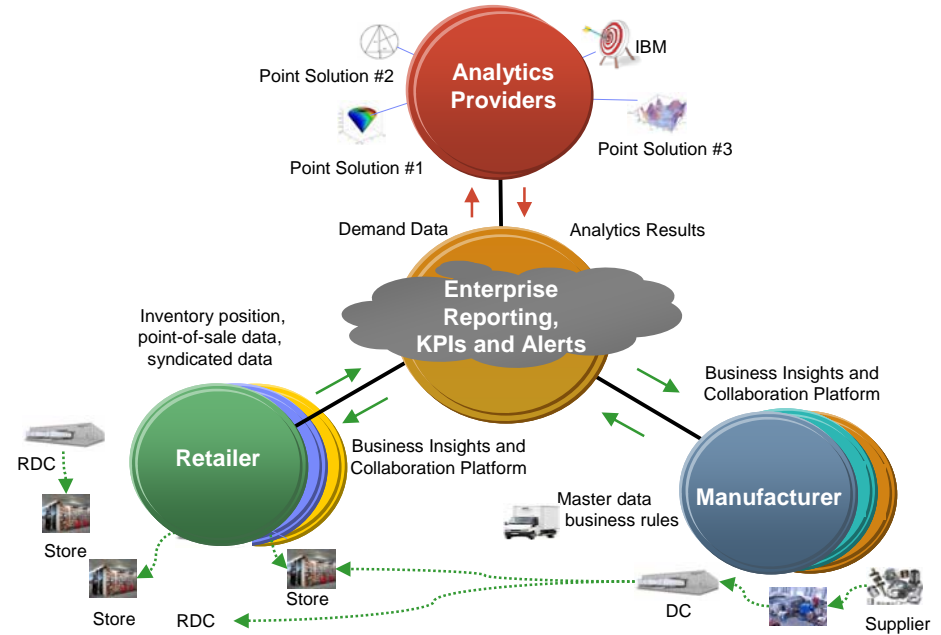 IBM
Point Solution #2
Analytics
Providers
Point Solution #1
Point Solution #3
Demand Data
Analytics Results
Enterprise
Reporting,
KPIs and Alerts
Inventory position,
point-of-sale data,
syndicated data
Business Insights and
Collaboration Platform
Retailer
Business Insights and
Collaboration Platform
RDC
Manufacturer
Master data
business rules
Store
Store
RDC
Store
DC
Supplier